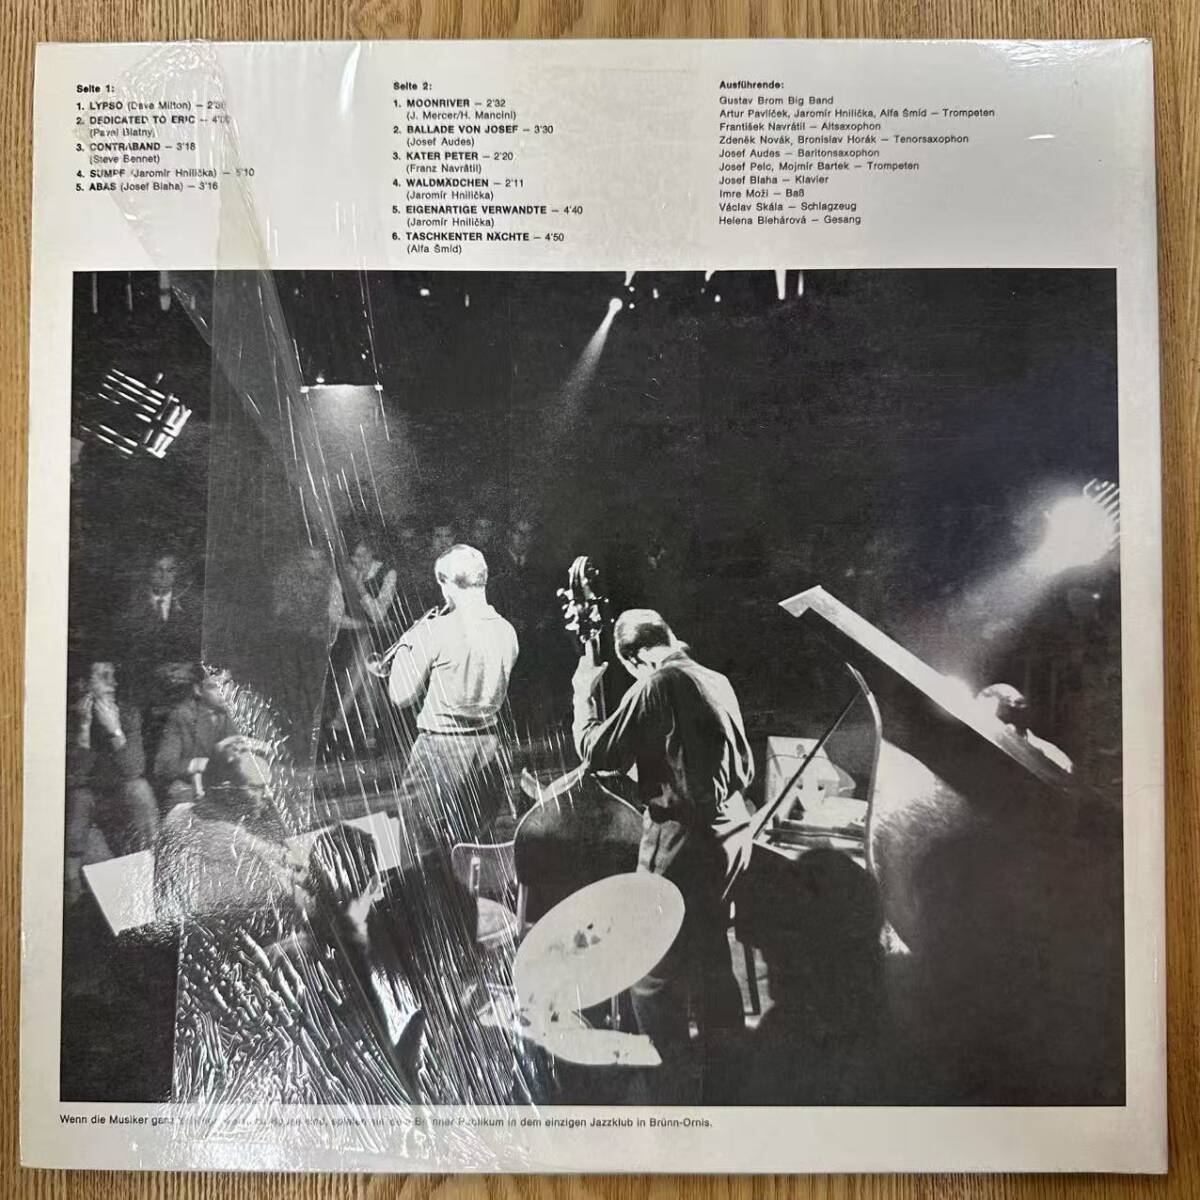 Seite 1:
1. LYPSO (Dave Milton) — 2'38
2. DEDICATED TO ERIC — 4'
(Pavel Blatny)
3. CONTRABAND — 3'18
(Steve Bennet)
4. SUMPF (Jaromír Hnilička) — 5'10
5. ABAS (Josef Blaha) — 3'16
Seite 2:
1. MOONRIVER — 2'32
(J. Mercer/H. Mancini)
2. BALLADE VON JOSEF — 3'30
(Josef Audes)
3. KATER PETER — 2'20
(Franz Navrátil)
4. WALDMÄDCHEN — 2'11
(Jaromír Hnilička)
5. EIGENARTIGE VERWANDTE — 4'40
(Jaromír Hnilička)
6. TASCHKENTER NÄCHTE — 4'50
(Alfa Šmíd)
Ausführende:
Gustav Brom Big Band
Artur Pavlíček, Jaromír Hnilička, Alfa Šmíd — Trompeten
František Navrátil — Altsaxophon
Zdeněk Novák, Bronislav Horák — Tenorsaxophon
Josef Audes — Baritonsaxophon
Josef Pelc, Mojmír Bartek — Trompeten
Josef Blaha — Klavier
Imre Moži — Baß
Václav Skála — Schlagzeug
Helena Blehárová — Gesang
Wenn die Musiker ganz zu Hause sind, spielen sie dem Brünner Publikum in dem einzigen Jazzklub in Brünn-Ornis.